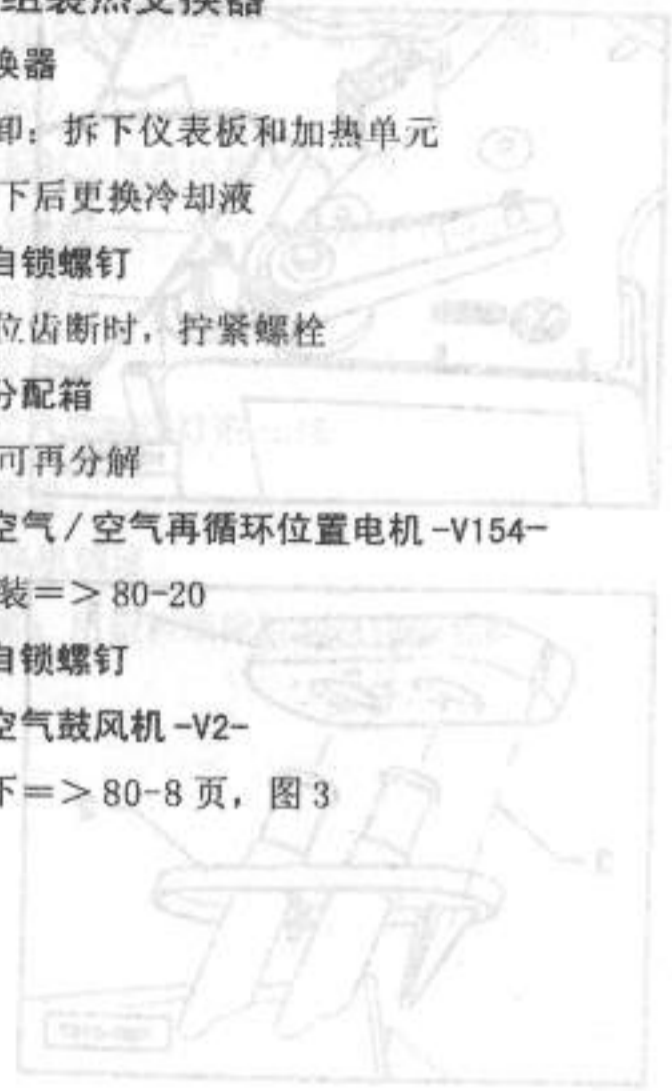 组装热交换器
换器
卸：拆下仪表板和加热单元
下后更换冷却液
自锁螺钉
位齿断时，拧紧螺栓
分配箱
可再分解
空气／空气再循环位置电机-V154-
装=＞80-20
自锁螺钉
空气鼓风机-V2-
下=＞80-8 页，图 3